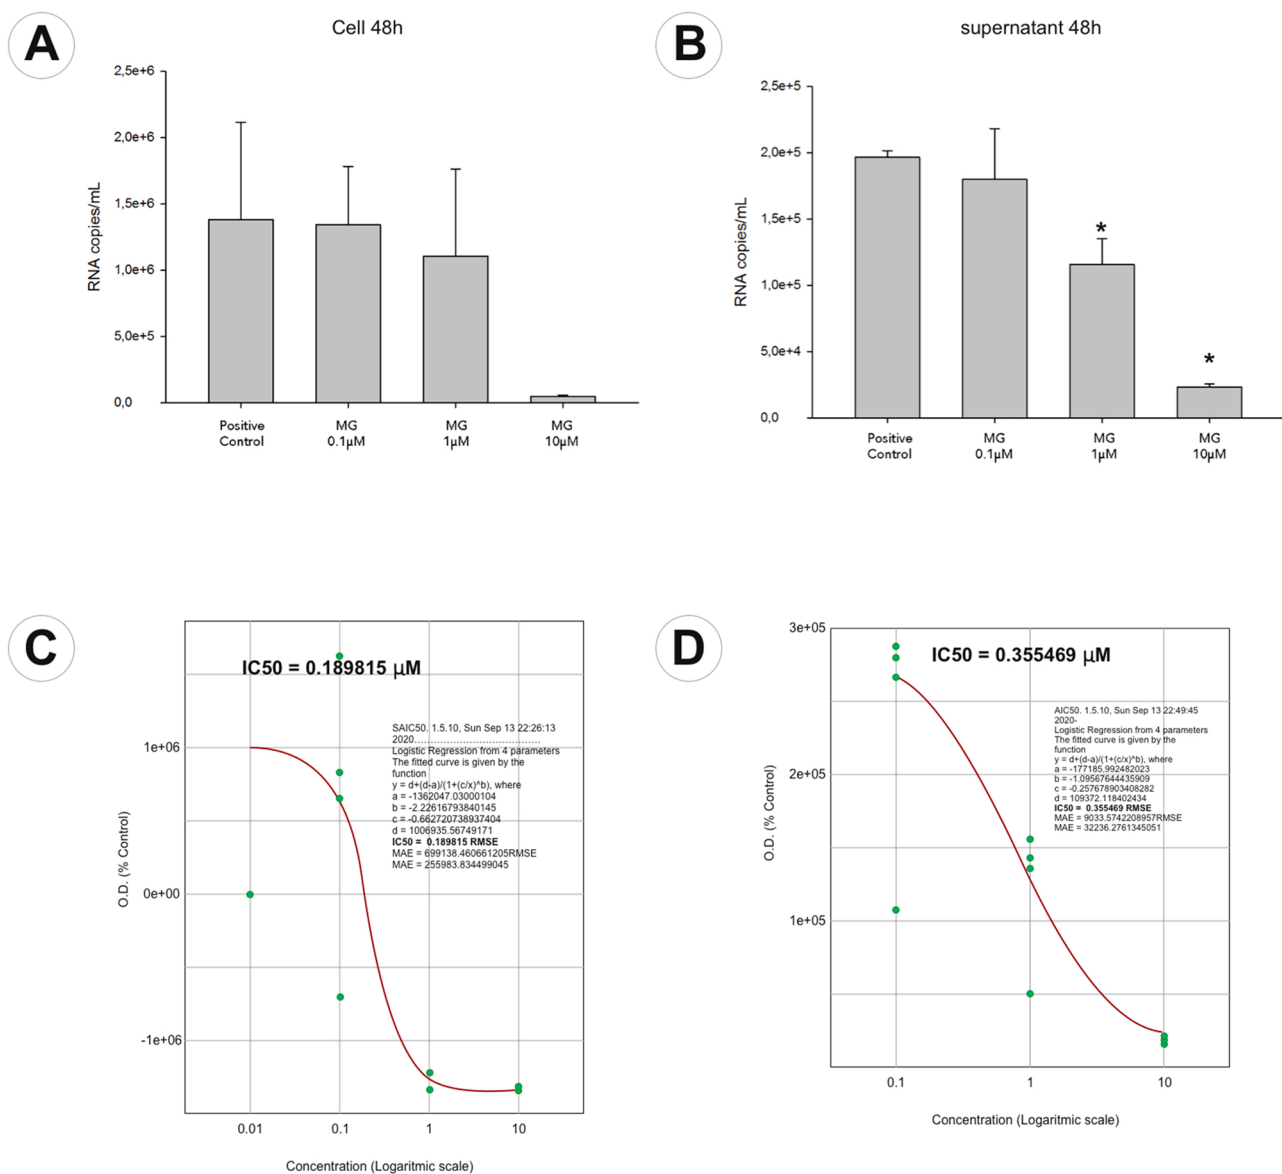 A
Cell 48h
RNA copies/mL
2,5e+6
2,0e+6
1,5e+6
1,0e+6
5,0e+5
0,0
Positive
Control
MG
0.1µM
MG
1µM
MG
10µM
B
supernatant 48h
RNA copies/mL
2,5e+5
2,0e+5
1,5e+5
1,0e+5
5,0e+4
0,0
*
*
Positive
Control
MG
0.1µM
MG
1µM
MG
10µM
C
IC50 = 0.189815 µM
SAIC50. 1.5.10, Sun Sep 13 22:26:13
2020.......................................
Logistic Regression from 4 parameters
The fitted curve is given by the
function
y = d+(d-a)/(1+(c/x)^b), where
a = -1362047.03000104
b = -2.22616793840145
c = -0.662720738937404
d = 1006935.56749171
IC50 = 0.189815 RMSE
MAE = 699138.460661205RMSE
MAE = 255983.834499045
O.D. (% Control)
1e+06
0e+00
-1e+06
0.01
0.1
1
10
Concentration (Logaritmic scale)
D
IC50 = 0.355469 µM
AIC50. 1.5.10, Sun Sep 13 22:49:45
2020-
Logistic Regression from 4 parameters
The fitted curve is given by the
function
y = d+(d-a)/(1+(c/x)^b), where
a = -177185,992482023
b = -1.09567644435909
c = -0.257678903408282
d = 109372.118402434
IC50 = 0.355469 RMSE
MAE = 9033.5742208957RMSE
MAE = 32236.2761345051
O.D. (% Control)
3e+05
2e+05
1e+05
0.1
1
10
Concentration (Logaritmic scale)